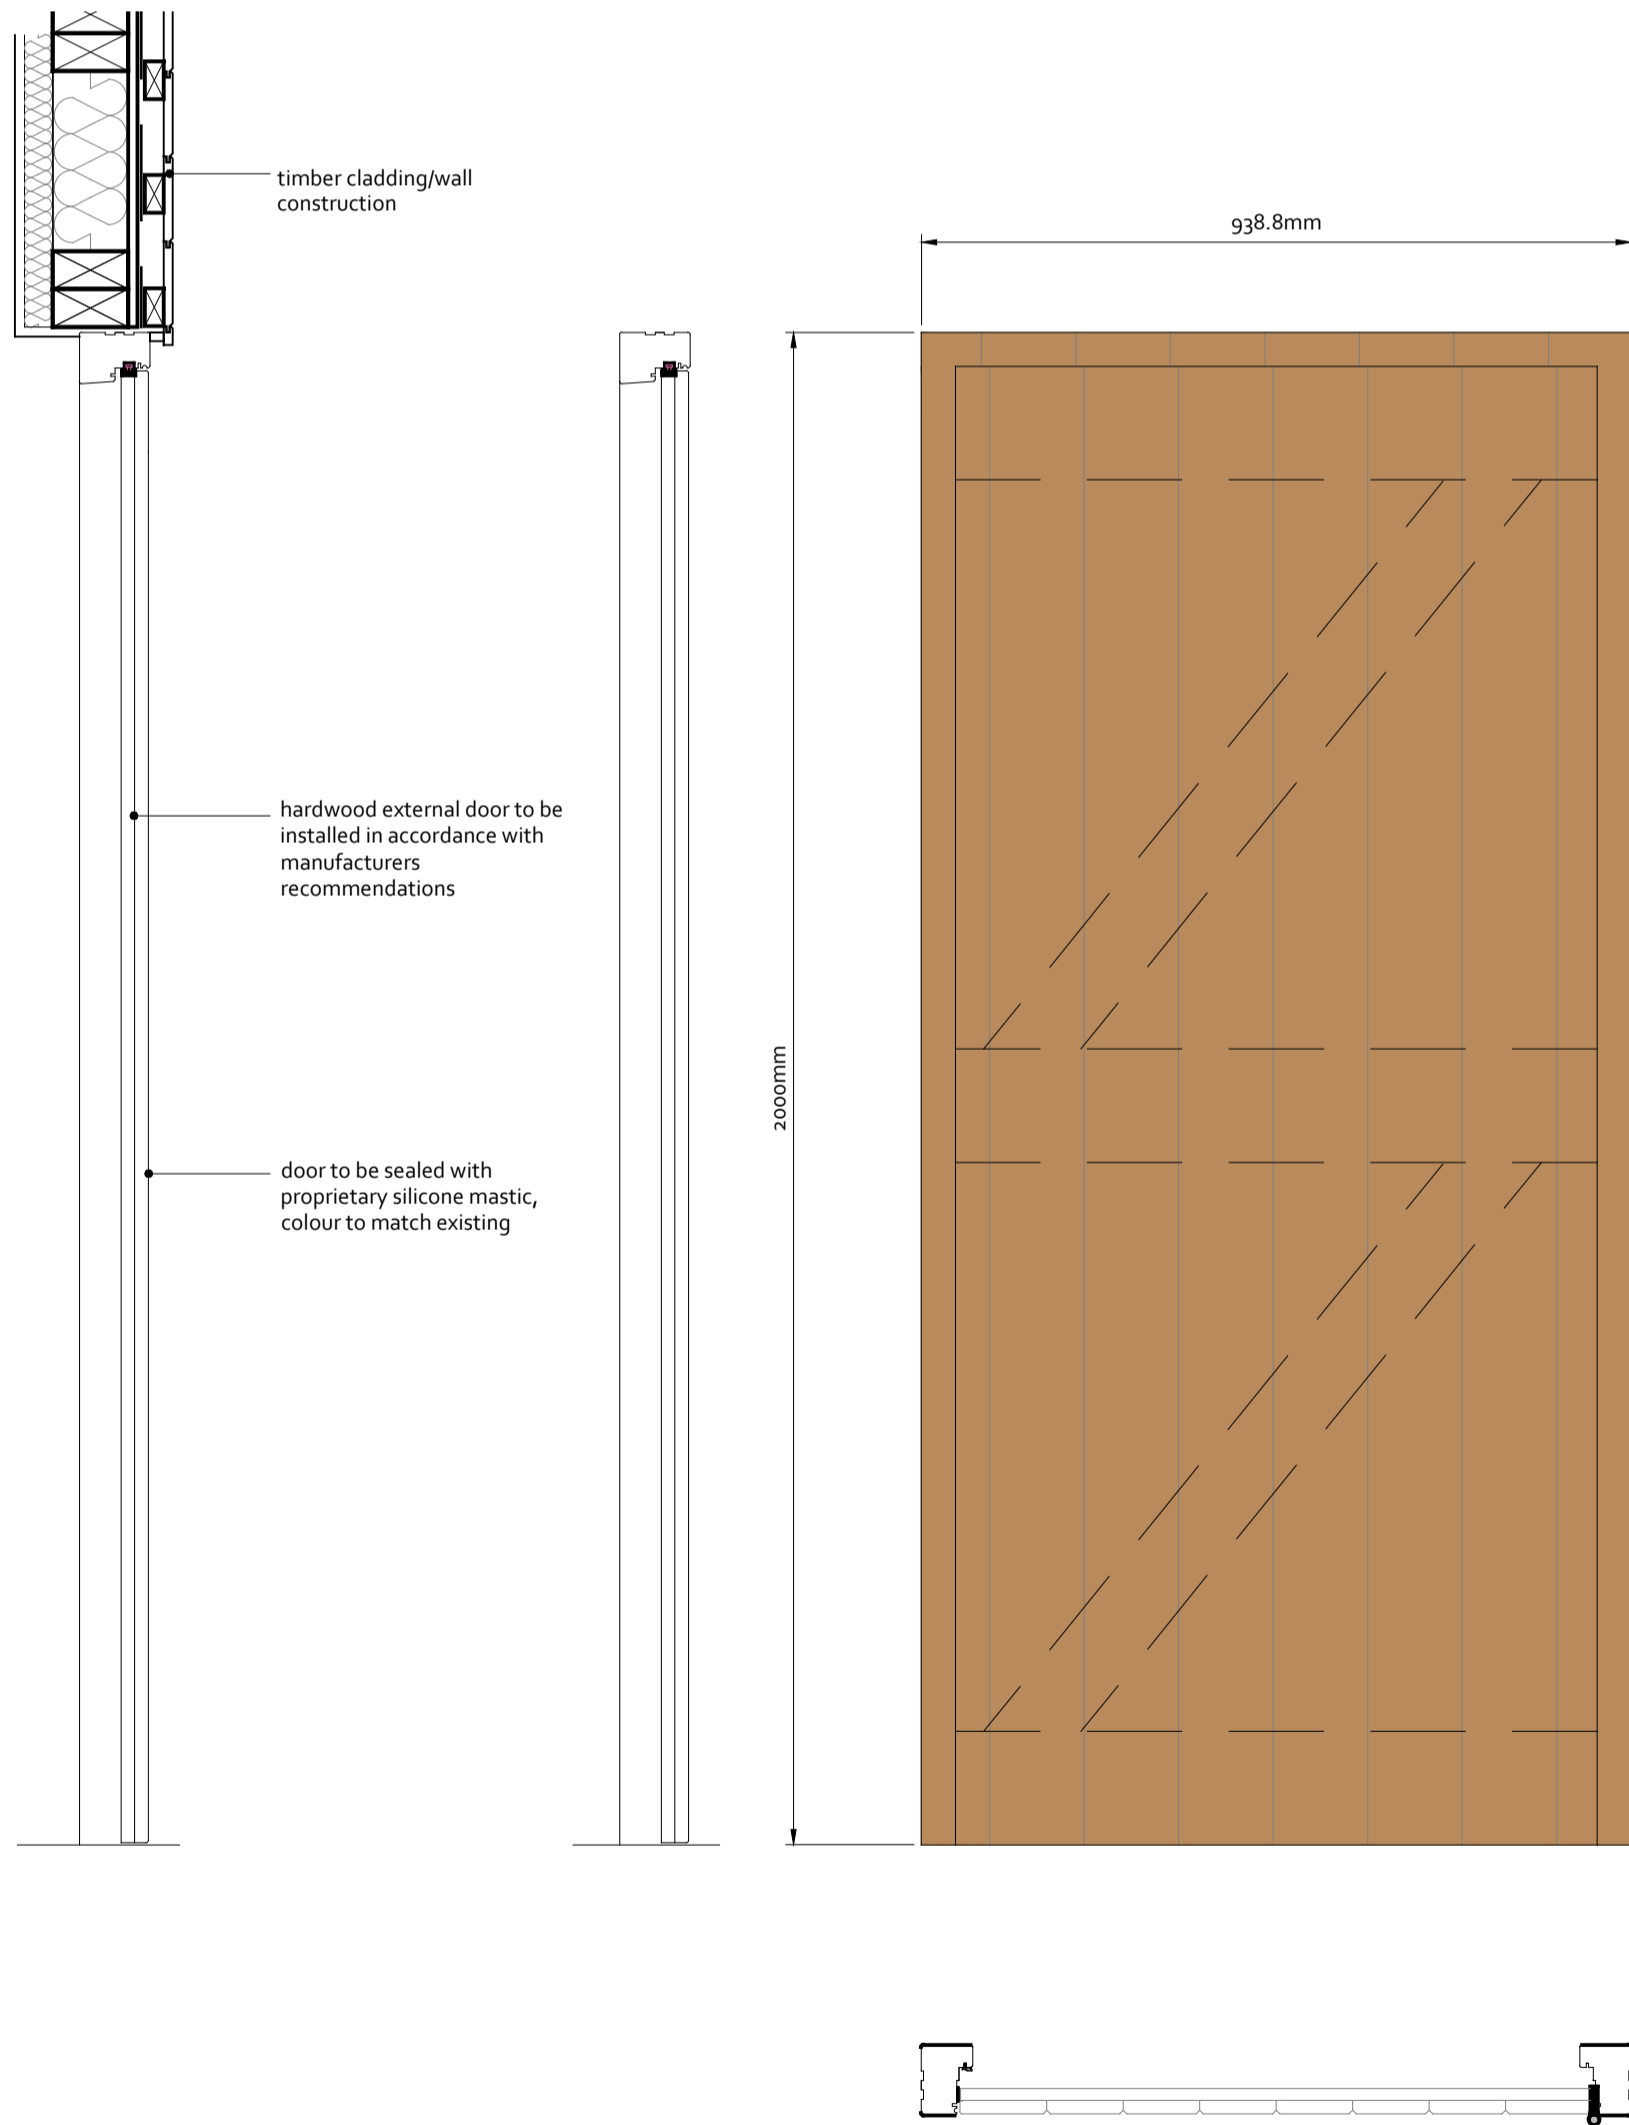 timber cladding/wall
construction
938.8mm
hardwood external door to be
installed in accordance with
manufacturers
recommendations
2000mm
door to be sealed with
proprietary silicone mastic,
colour to match existing